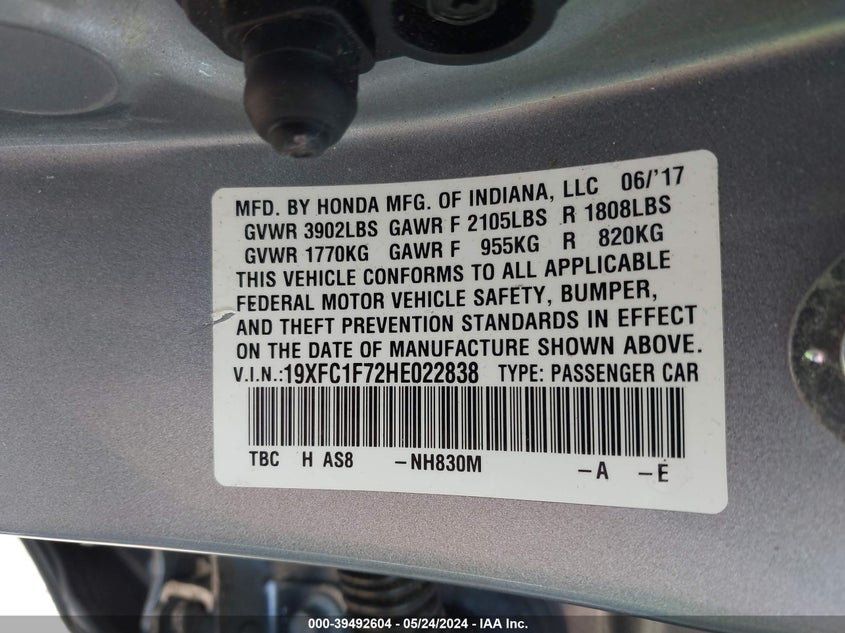 MFD. BY HONDA MFG. OF INDIANA, LLC 06/'17
GVWR 3902LBS GAWR F 2105LBS R 1808LBS
GVWR 1770KG GAWR F 955KG R 820KG
THIS VEHICLE CONFORMS TO ALL APPLICABLE
FEDERAL MOTOR VEHICLE SAFETY, BUMPER,
AND THEFT PREVENTION STANDARDS IN EFFECT
ON THE DATE OF MANUFACTURE SHOWN ABOVE.
V.I.N.:19XFC1F72HE022838 TYPE: PASSENGER CAR
TBC H AS8 -NH830M -A -E
000-39492604 / 05/24/2024 - IAA Inc.